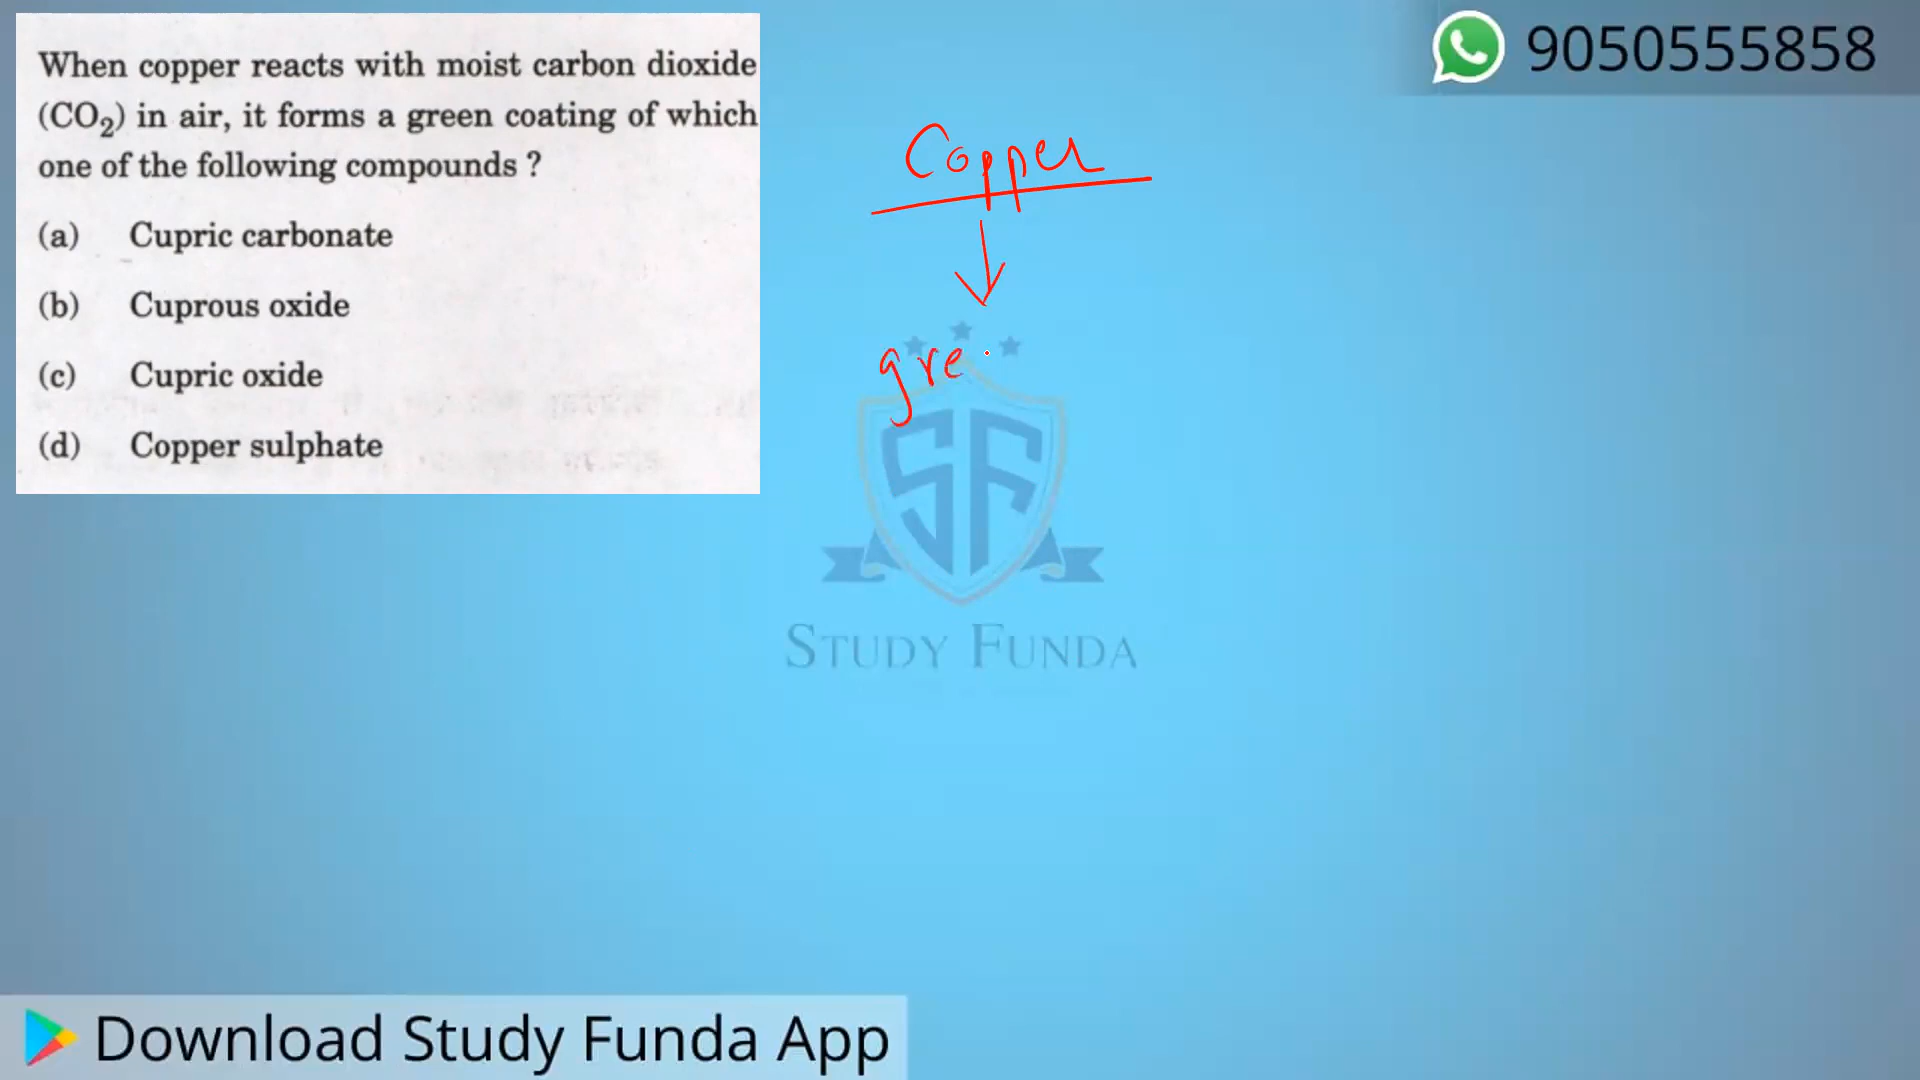 When copper reacts with moist carbon dioxide
(CO₂) in air, it forms a green coating of which
one of the following compounds ?
(a) Cupric carbonate
(b) Cuprous oxide
(c) Cupric oxide
(d) Copper sulphate
9050555858
Copper
gre
SF
STUDY FUNDA
Download Study Funda App